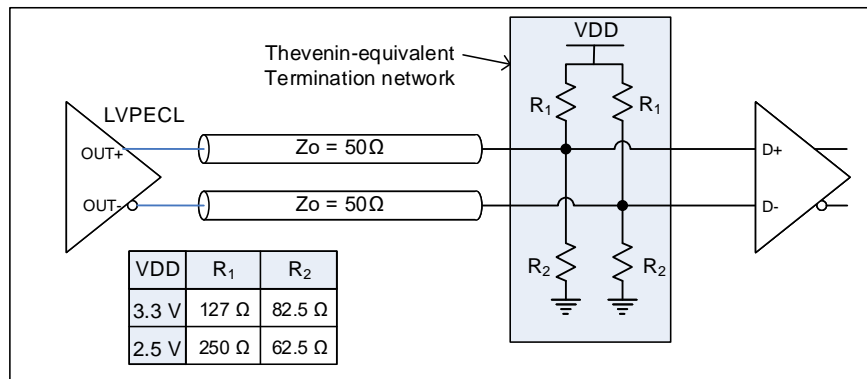 VDD
Thevenin-equivalent
Termination network
R₁ R₁
LVPECL
OUT+ Zo = 50Ω D+
OUT- Zo = 50Ω D-
R₂ R₂
VDD R₁ R₂
3.3 V 127 Ω 82.5 Ω
2.5 V 250 Ω 62.5 Ω